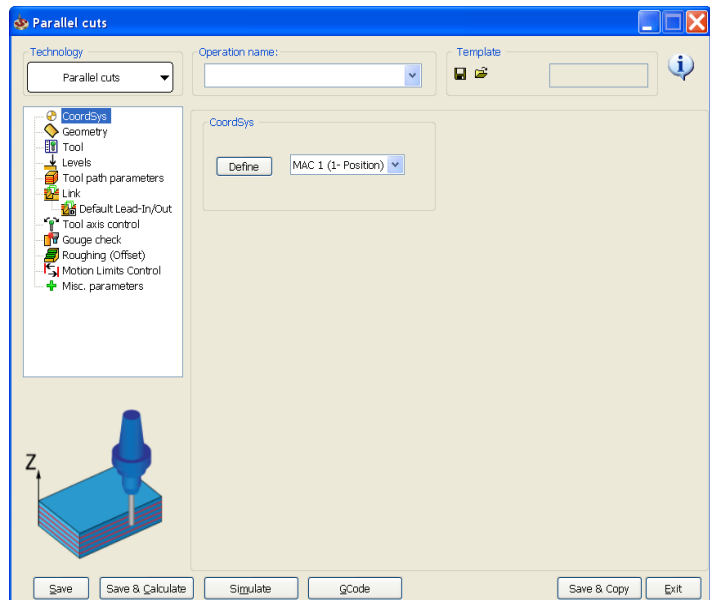 Parallel cuts
Technology
Operation name:
Template
Parallel cuts
CoordSys
Geometry
Tool
Levels
Tool path parameters
Link
Default Lead-In/Out
Tool axis control
Gouge check
Roughing (Offset)
Motion Limits Control
Misc. parameters
CoordSys
Define
MAC 1 (1- Position)
Z
Save
Save & Calculate
Simulate
GCode
Save & Copy
Exit